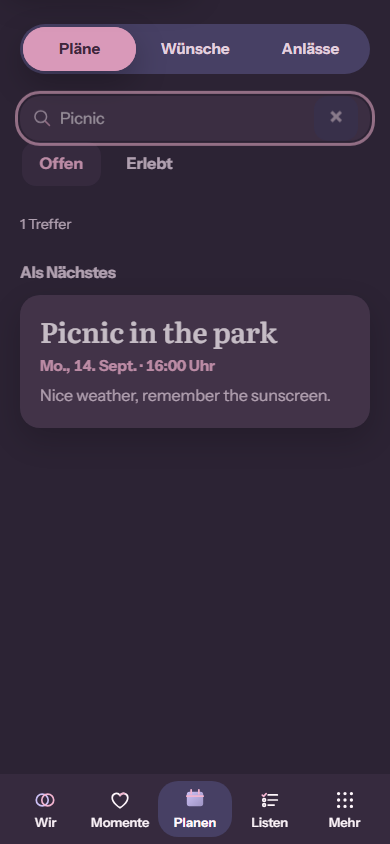 Pläne Wünsche Anlässe
Picnic
Offen Erlebt
1 Treffer
Als Nächstes
Picnic in the park
Mo., 14. Sept. · 16:00 Uhr
Nice weather, remember the sunscreen.
Wir Momente Planen Listen Mehr